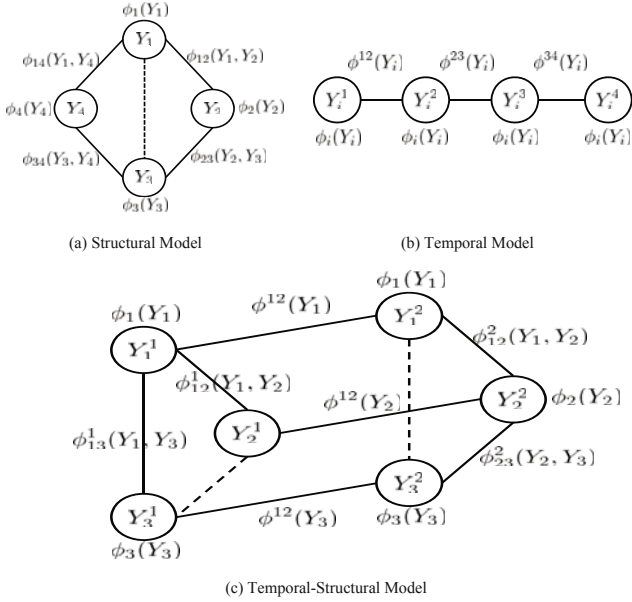 ϕ₁(Y₁)
Y₁
ϕ₁₄(Y₁, Y₄)
ϕ₁₂(Y₁, Y₂)
ϕ₄(Y₄)
Y₄
Y₂
ϕ₂(Y₂)
ϕ₃₄(Y₃, Y₄)
ϕ₂₃(Y₂, Y₃)
Y₃
ϕ₃(Y₃)
(a) Structural Model
ϕ¹²(Yᵢ) ϕ²³(Yᵢ) ϕ³⁴(Yᵢ)
Yᵢ¹ Yᵢ² Yᵢ³ Yᵢ⁴
ϕᵢ(Yᵢ) ϕᵢ(Yᵢ) ϕᵢ(Yᵢ) ϕᵢ(Yᵢ)
(b) Temporal Model
ϕ₁(Y₁)
ϕ¹²(Y₁)
ϕ₁(Y₁)
Y₁¹
Y₁²
ϕ₁₂¹(Y₁, Y₂)
ϕ₁₂²(Y₁, Y₂)
ϕ¹²(Y₂)
Y₂²
ϕ₂(Y₂)
ϕ₁₃¹(Y₁, Y₃)
Y₂¹
ϕ₂₃²(Y₂, Y₃)
Y₃¹
Y₃²
ϕ¹²(Y₃)
ϕ₃(Y₃)
ϕ₃(Y₃)
(c) Temporal-Structural Model